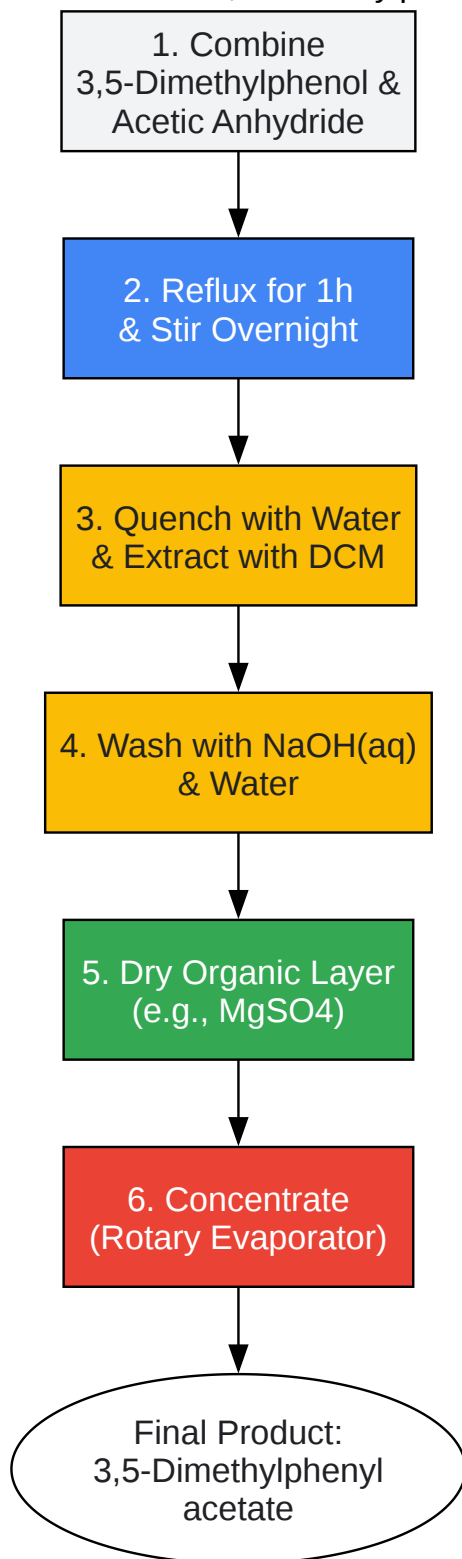 1. Combine
3,5-Dimethylphenol &
Acetic Anhydride
2. Reflux for 1h
& Stir Overnight
3. Quench with Water
& Extract with DCM
4. Wash with NaOH(aq)
& Water
5. Dry Organic Layer
(e.g., MgSO4)
6. Concentrate
(Rotary Evaporator)
Final Product:
3,5-Dimethylphenyl
acetate